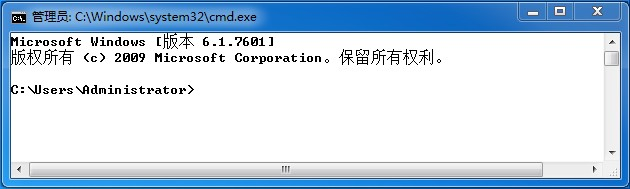 管理员: C:\Windows\system32\cmd.exe
Microsoft Windows [版本 6.1.7601]
版权所有 (c) 2009 Microsoft Corporation。保留所有权利。
C:\Users\Administrator>